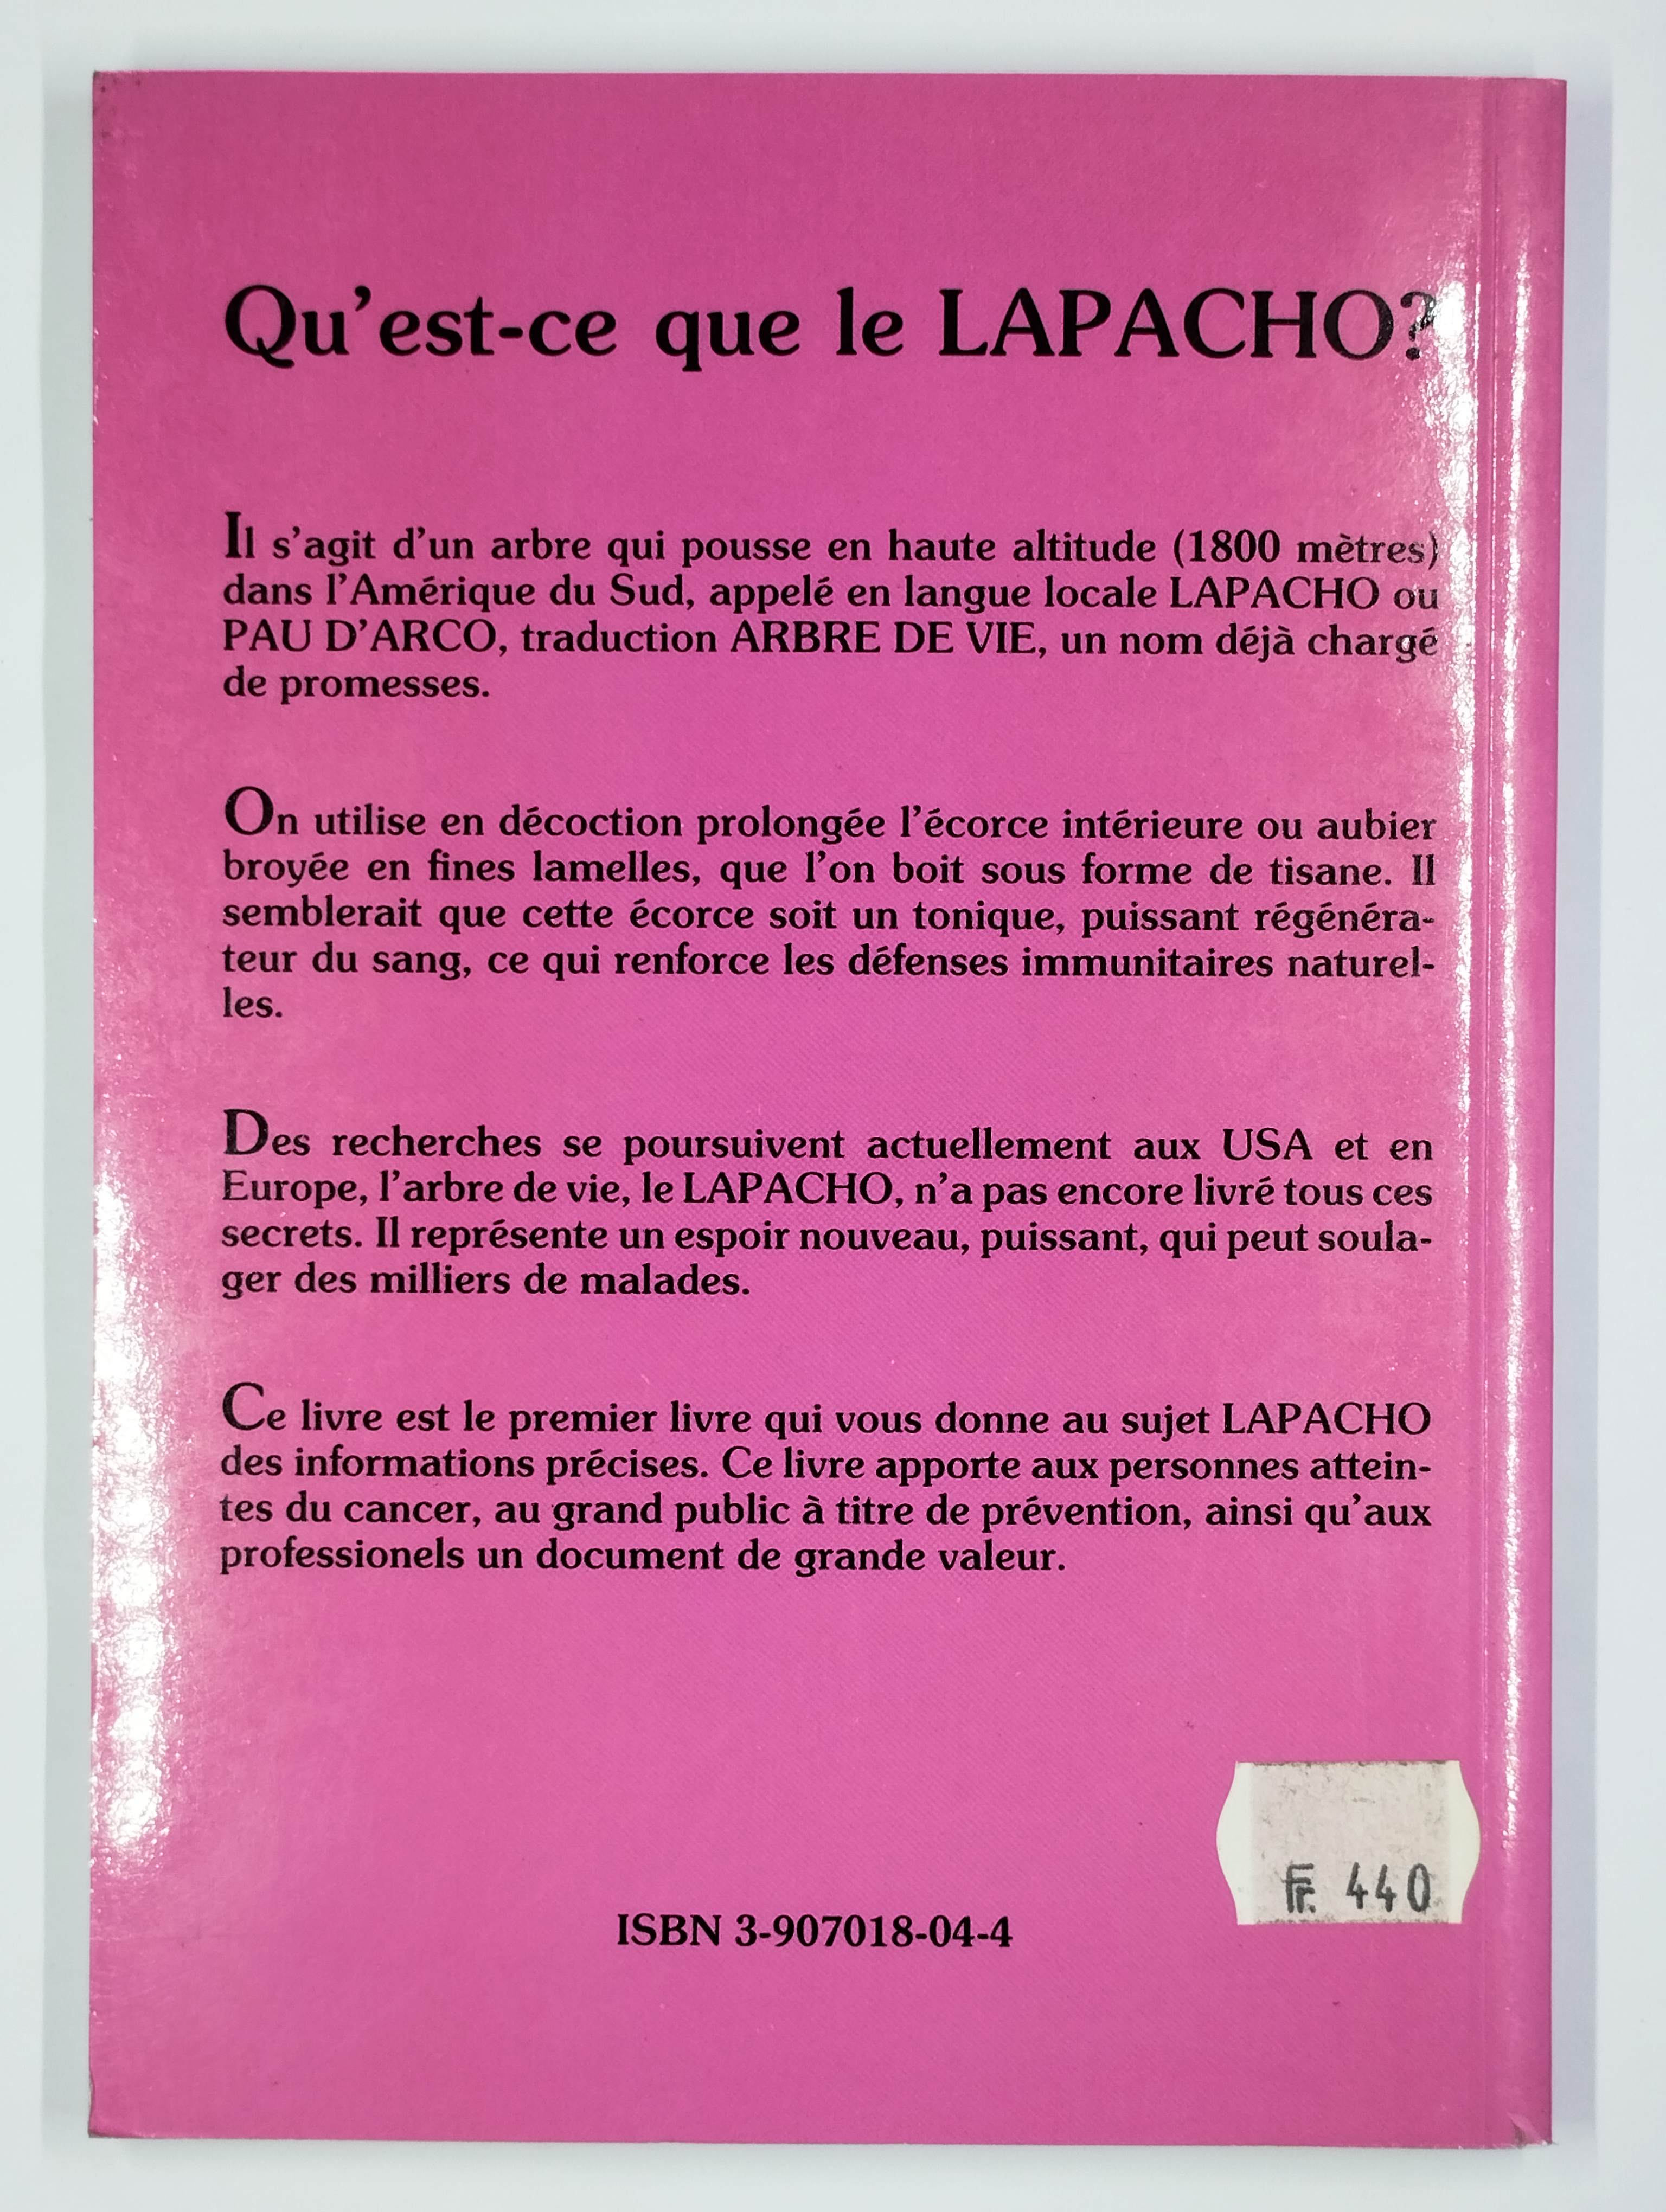 Qu'est-ce que le LAPACHO?
Il s'agit d'un arbre qui pousse en haute altitude (1800 mètres)
dans l'Amérique du Sud, appelé en langue locale LAPACHO ou
PAU D'ARCO, traduction ARBRE DE VIE, un nom déjà chargé
de promesses.
On utilise en décoction prolongée l'écorce intérieure ou aubier
broyée en fines lamelles, que l'on boit sous forme de tisane. Il
semblerait que cette écorce soit un tonique, puissant régénéra-
teur du sang, ce qui renforce les défenses immunitaires naturel-
les.
Des recherches se poursuivent actuellement aux USA et en
Europe, l'arbre de vie, le LAPACHO, n'a pas encore livré tous ces
secrets. Il représente un espoir nouveau, puissant, qui peut soula-
ger des milliers de malades.
Ce livre est le premier livre qui vous donne au sujet LAPACHO
des informations précises. Ce livre apporte aux personnes attein-
tes du cancer, au grand public à titre de prévention, ainsi qu'aux
professionels un document de grande valeur.
Fr. 440
ISBN 3-907018-04-4